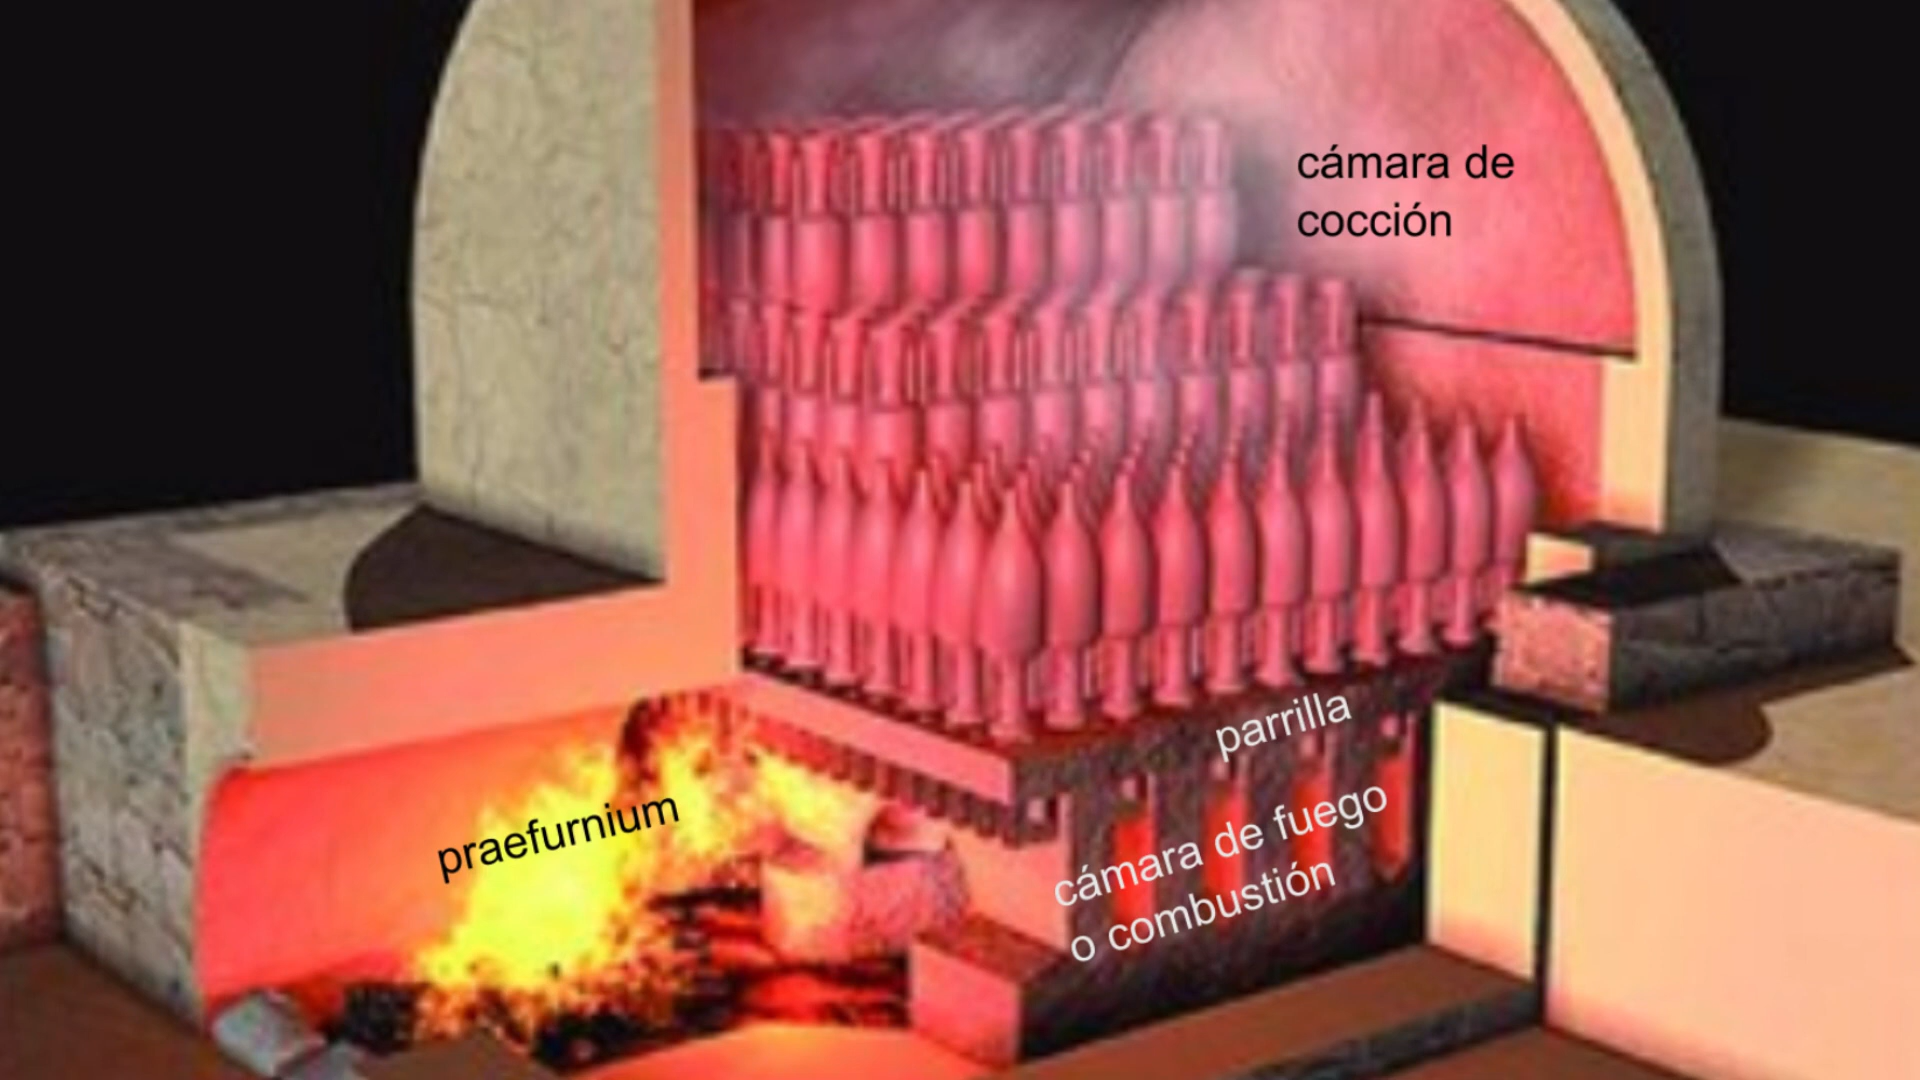 cámara de
cocción
parrilla
praefurnium
cámara de fuego
o combustión